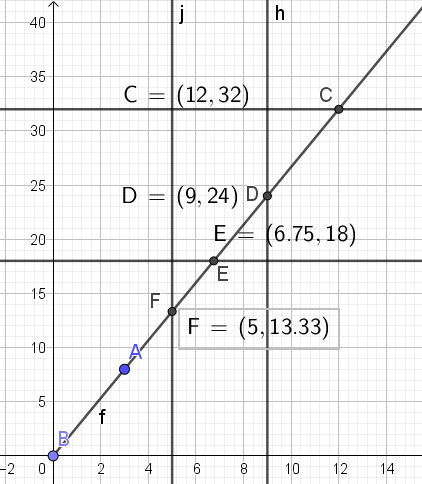 j
h
40
C = (12, 32)
C
35
30
25
D = (9, 24)
D
20
E = (6.75, 18)
E
15
F
F = (5, 13.33)
10
A
5
f
B
−2
0
2
4
6
8
10
12
14